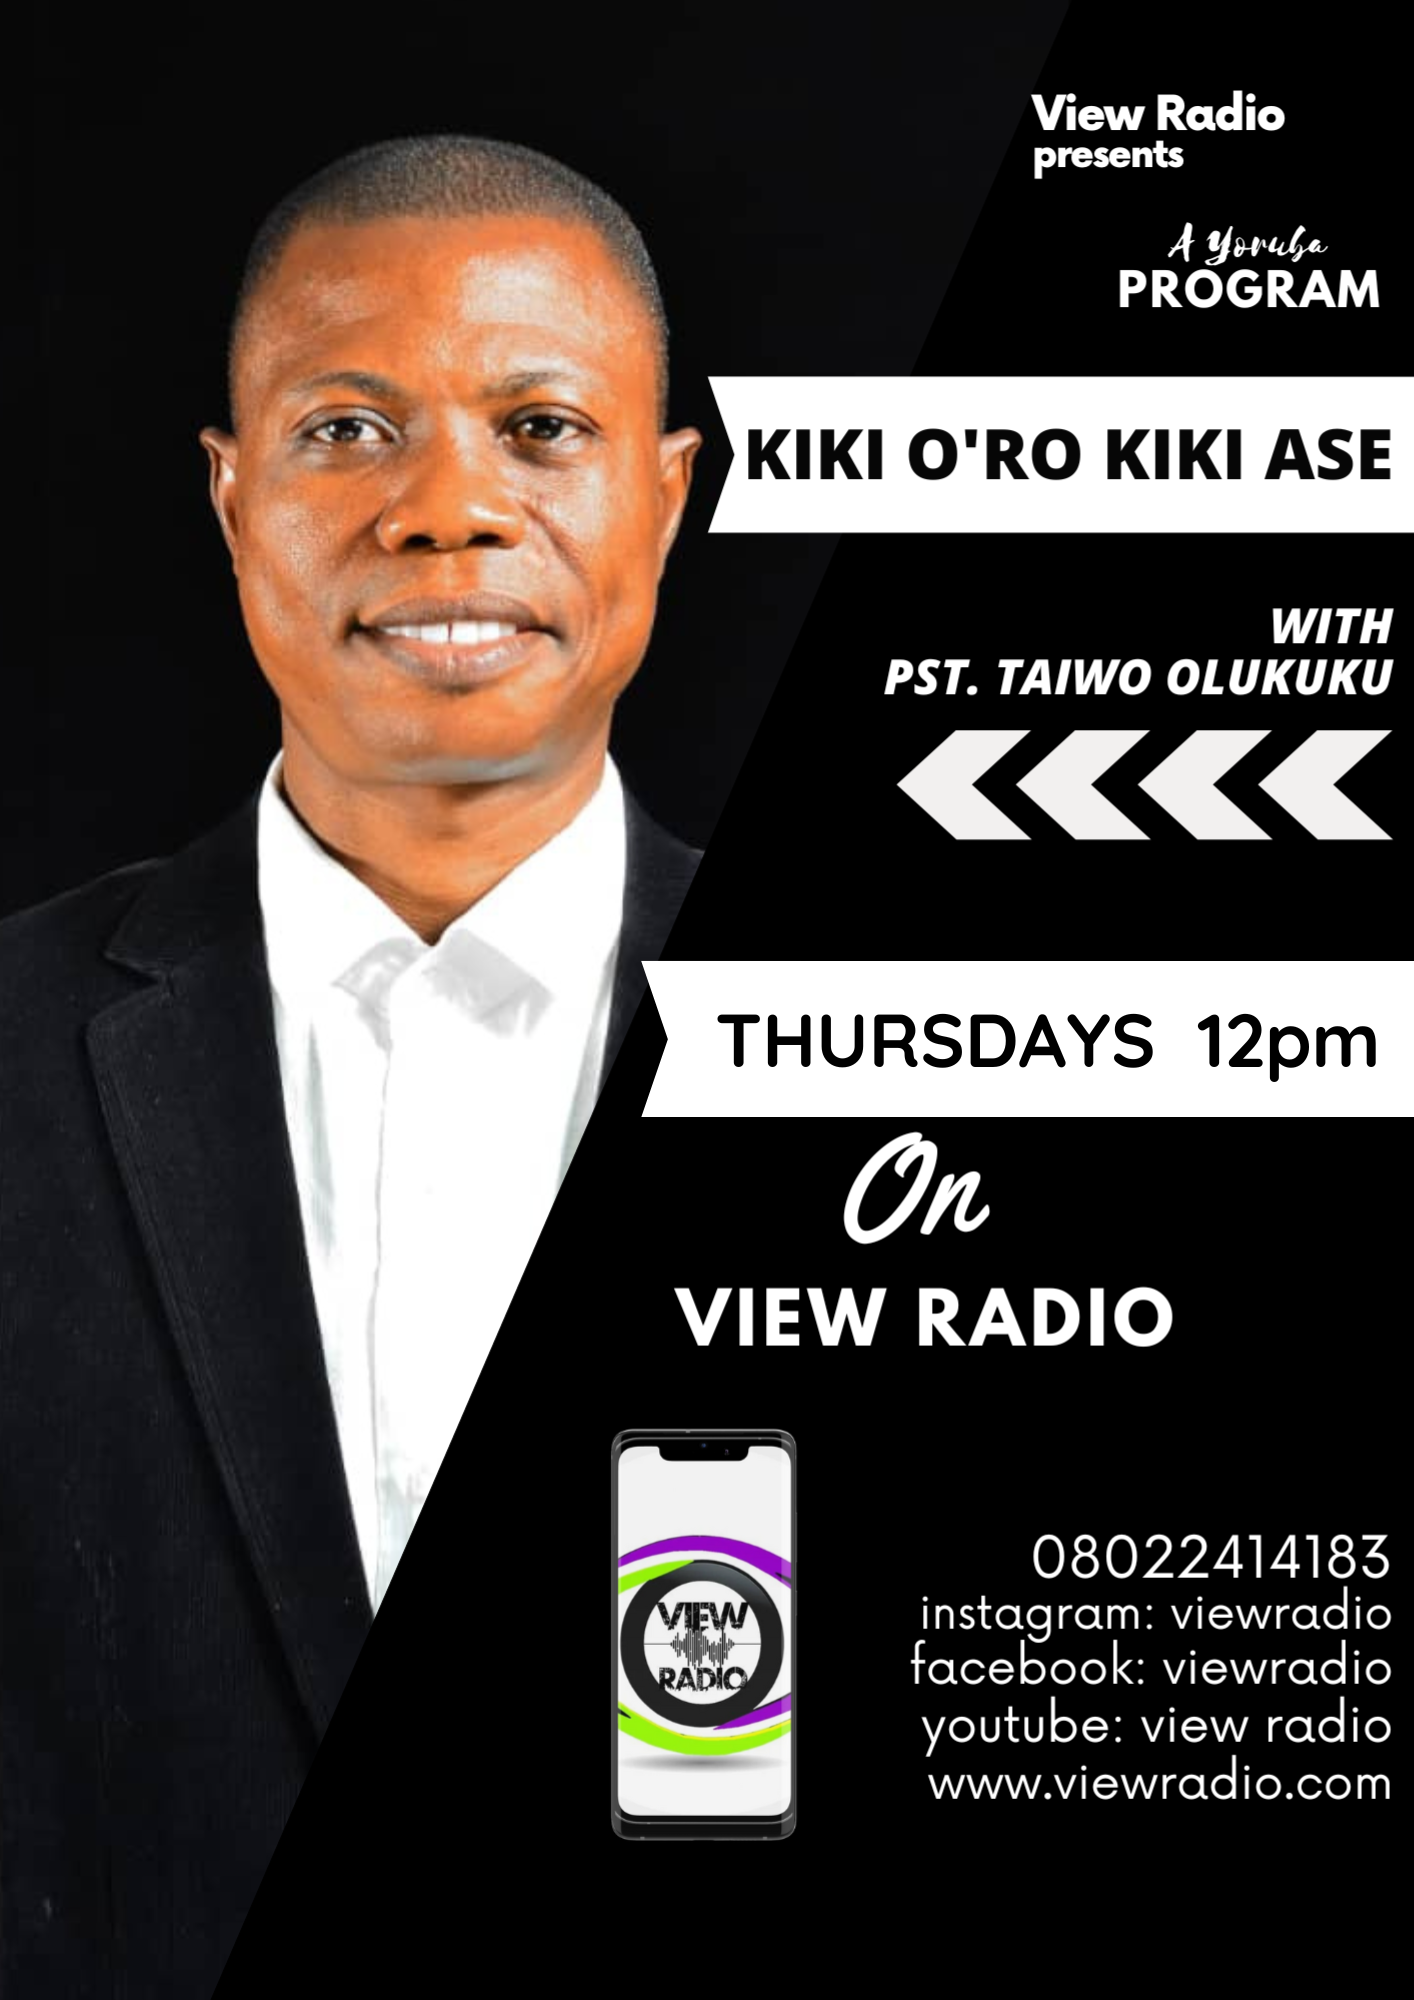 View Radio
presents
A Yoruba
PROGRAM
KIKI O'RO KIKI ASE
WITH
PST. TAIWO OLUKUKU
THURSDAYS 12pm
On
VIEW RADIO
VIEW
RADIO
08022414183
instagram: viewradio
facebook: viewradio
youtube: view radio
www.viewradio.com